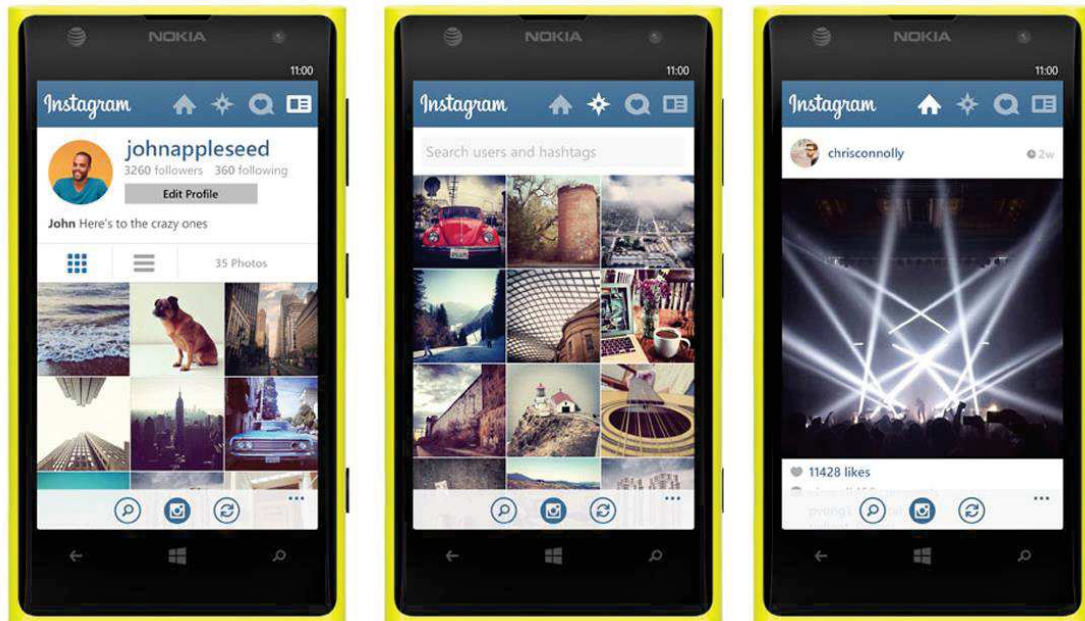 NOKIA
11:00
Instagram
johnappleseed
3260 followers 360 following
Edit Profile
John Here's to the crazy ones
35 Photos
NOKIA
11:00
Instagram
Search users and hashtags
NOKIA
11:00
Instagram
chrisconnolly
2w
11428 likes